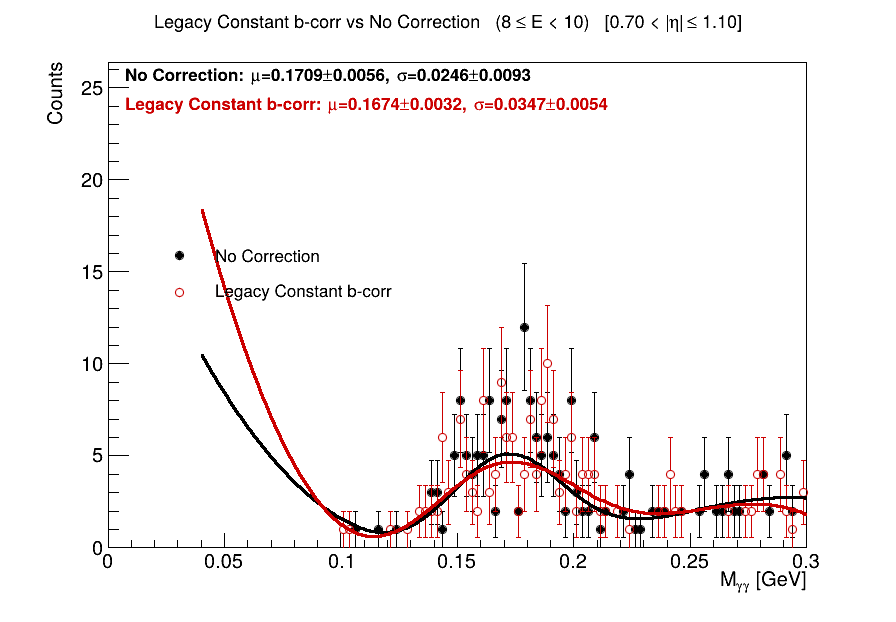 Legacy Constant b-corr vs No Correction (8 ≤ E < 10) [0.70 < |η| ≤ 1.10]
Counts
No Correction: μ=0.1709±0.0056, σ=0.0246±0.0093
Legacy Constant b-corr: μ=0.1674±0.0032, σ=0.0347±0.0054
25
20
15
10
5
0
No Correction
Legacy Constant b-corr
0 0.05 0.1 0.15 0.2 0.25 0.3
Mγγ [GeV]